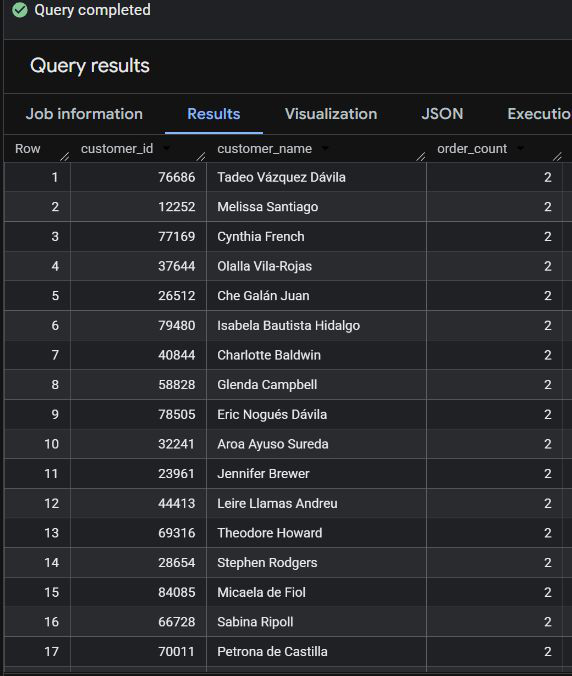 Query completed
Query results
Job information Results Visualization JSON Executio
Row customer_id customer_name order_count
1 76686 Tadeo Vázquez Dávila 2
2 12252 Melissa Santiago 2
3 77169 Cynthia French 2
4 37644 Olalla Vila-Rojas 2
5 26512 Che Galán Juan 2
6 79480 Isabela Bautista Hidalgo 2
7 40844 Charlotte Baldwin 2
8 58828 Glenda Campbell 2
9 78505 Eric Nogués Dávila 2
10 32241 Aroa Ayuso Sureda 2
11 23961 Jennifer Brewer 2
12 44413 Leire Llamas Andreu 2
13 69316 Theodore Howard 2
14 28654 Stephen Rodgers 2
15 84085 Micaela de Fiol 2
16 66728 Sabina Ripoll 2
17 70011 Petrona de Castilla 2